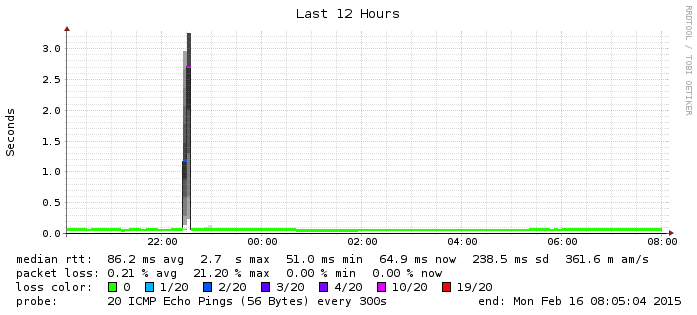 Last 12 Hours
RRDTOOL / TOBI OETIKER
Seconds
3.0
2.5
2.0
1.5
1.0
0.5
0.0
22:00 00:00 02:00 04:00 06:00 08:00
median rtt: 86.2 ms avg 2.7 s max 51.0 ms min 64.9 ms now 238.5 ms sd 361.6 m am/s
packet loss: 0.21 % avg 21.20 % max 0.00 % min 0.00 % now
loss color: 0 1/20 2/20 3/20 4/20 10/20 19/20
probe: 20 ICMP Echo Pings (56 Bytes) every 300s end: Mon Feb 16 08:05:04 2015